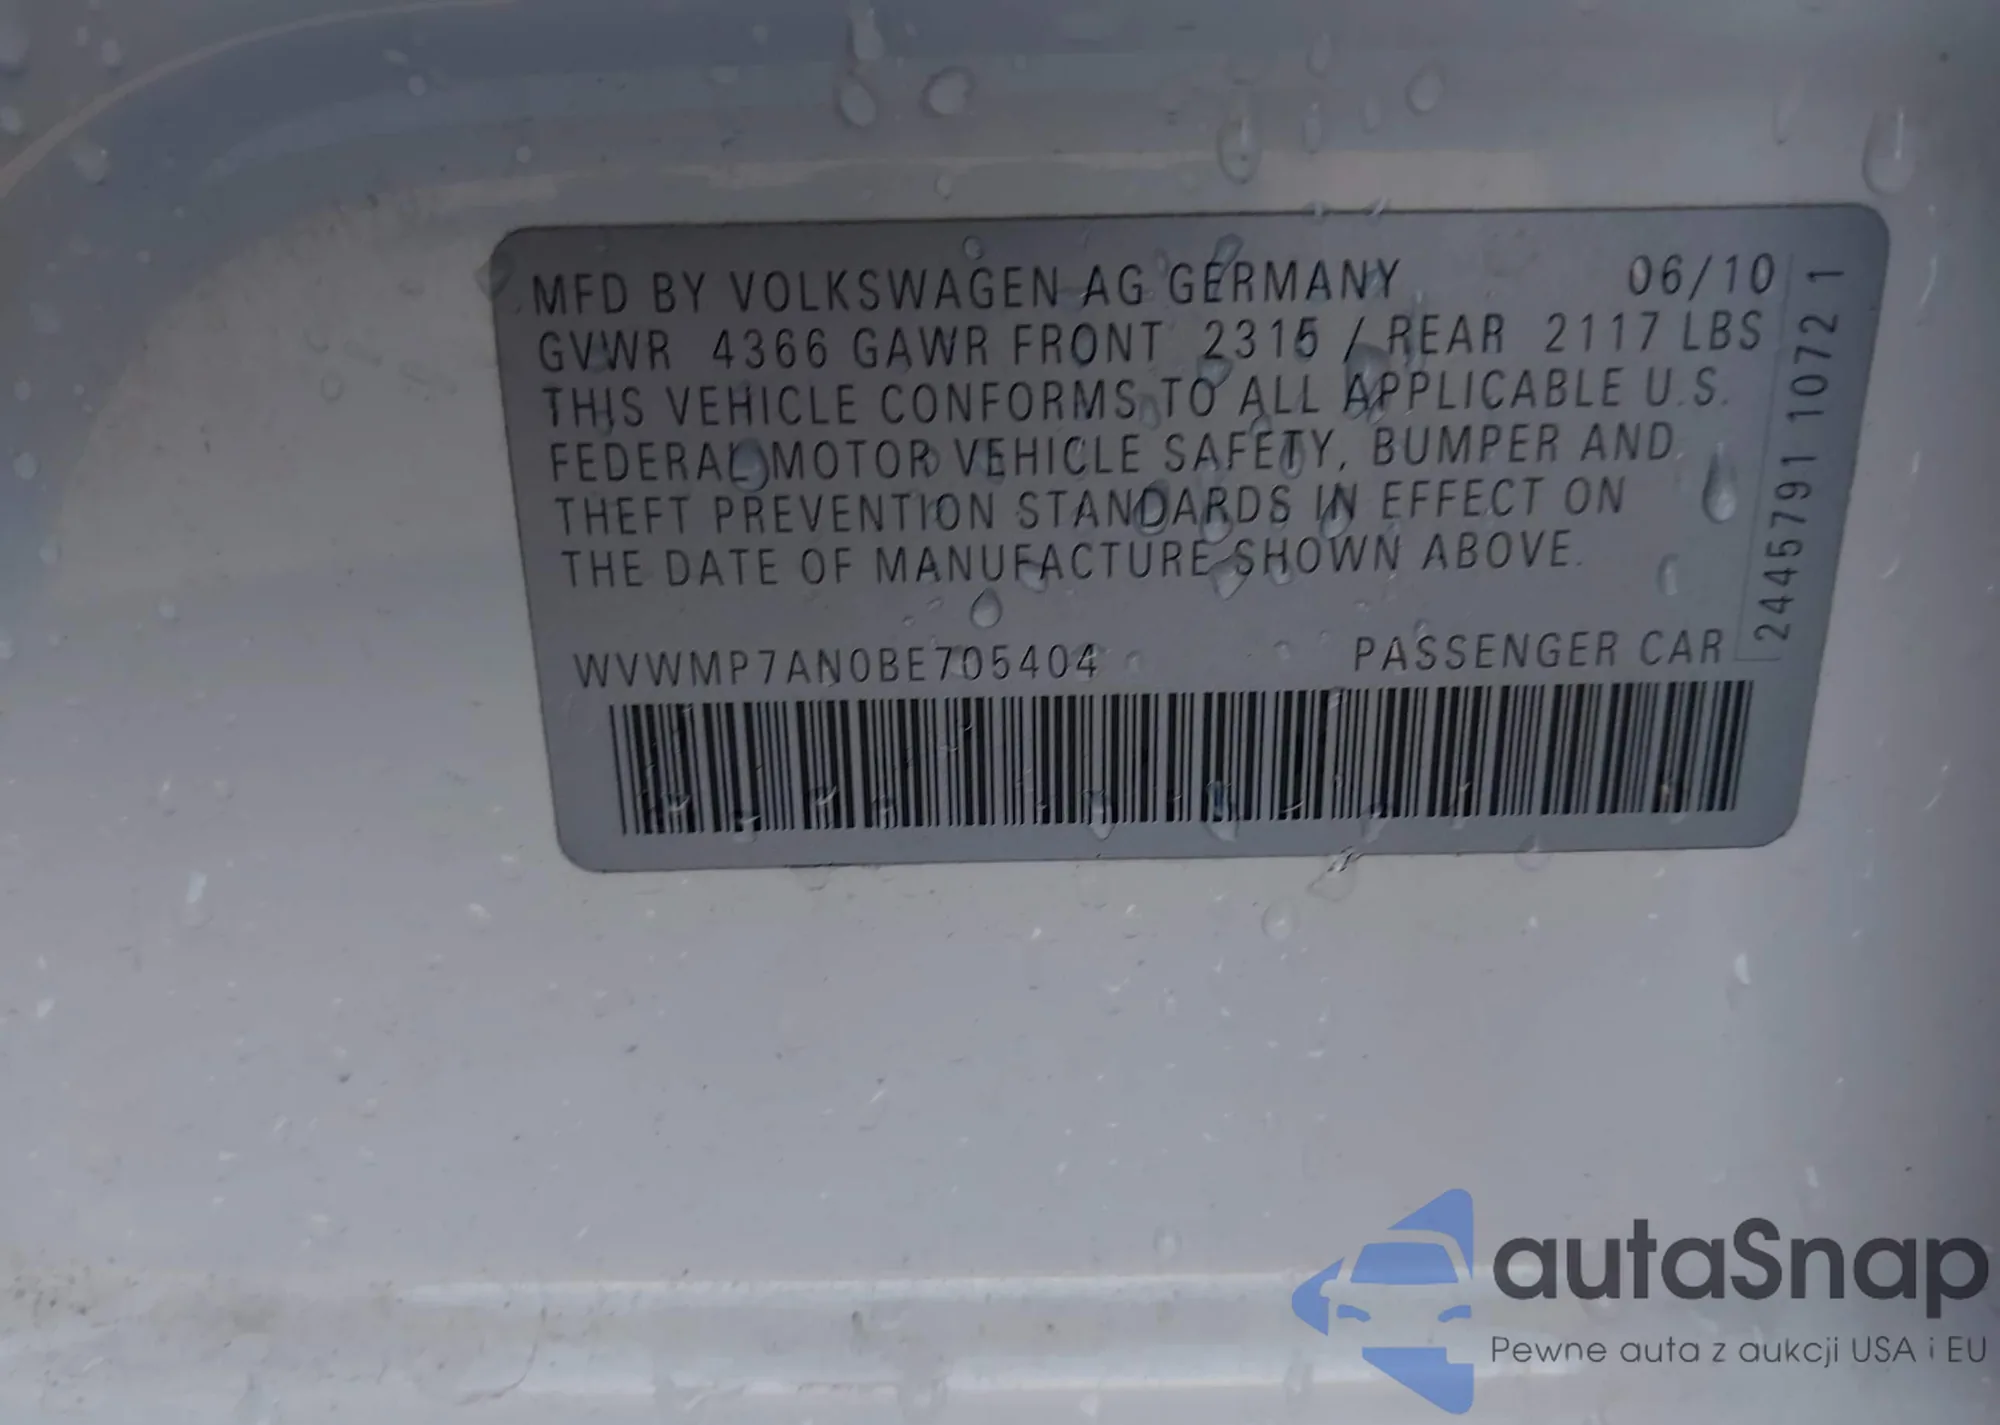 MFD BY VOLKSWAGEN AG GERMANY 06/10
GVWR 4366 GAWR FRONT 2315 / REAR 2117 LBS
THIS VEHICLE CONFORMS TO ALL APPLICABLE U.S.
FEDERAL MOTOR VEHICLE SAFETY, BUMPER AND
THEFT PREVENTION STANDARDS IN EFFECT ON
THE DATE OF MANUFACTURE SHOWN ABOVE.
WVWMP7AN0BE705404 PASSENGER CAR
2445791 1072 1
autaSnap
Pewne auta z aukcji USA i EU